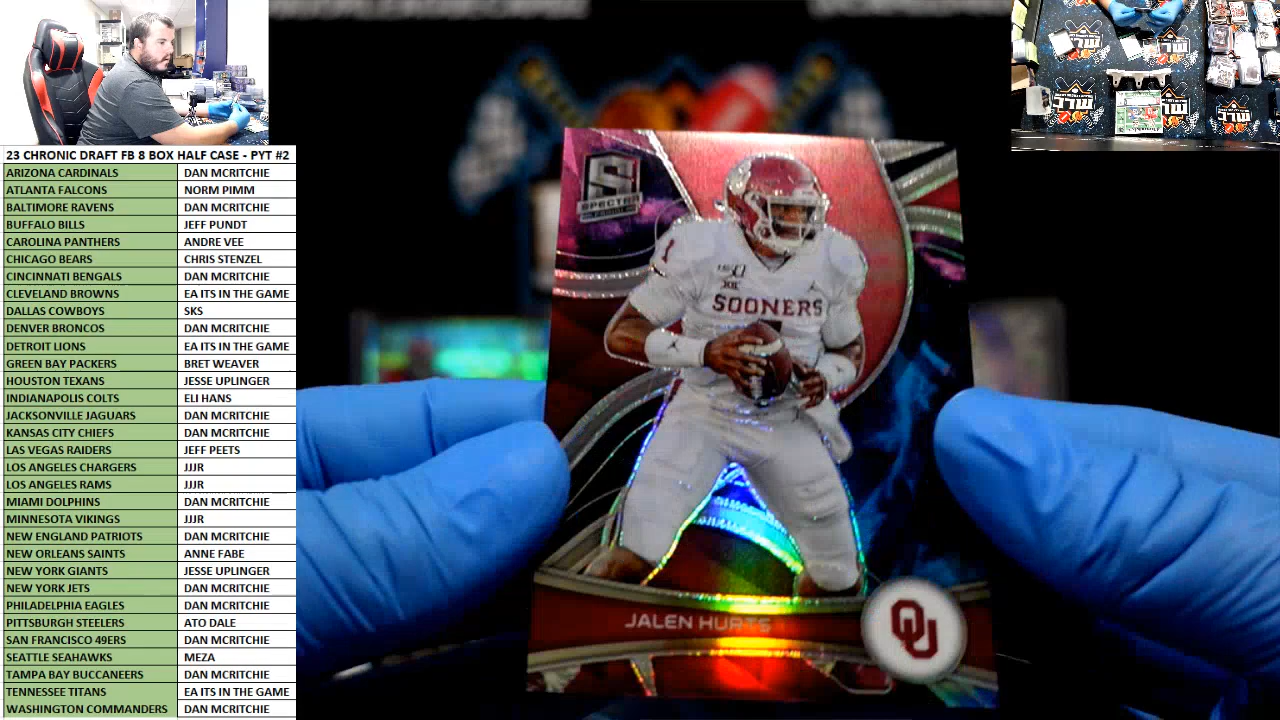 23 CHRONIC DRAFT FB 8 BOX HALF CASE - PYT #2
ARIZONA CARDINALS DAN MCRITCHIE
ATLANTA FALCONS NORM PIMM
BALTIMORE RAVENS DAN MCRITCHIE
BUFFALO BILLS JEFF PUNDT
CAROLINA PANTHERS ANDRE VEE
CHICAGO BEARS CHRIS STENZEL
CINCINNATI BENGALS DAN MCRITCHIE
CLEVELAND BROWNS EA ITS IN THE GAME
DALLAS COWBOYS SKS
DENVER BRONCOS DAN MCRITCHIE
DETROIT LIONS EA ITS IN THE GAME
GREEN BAY PACKERS BRET WEAVER
HOUSTON TEXANS JESSE UPLINGER
INDIANAPOLIS COLTS ELI HANS
JACKSONVILLE JAGUARS DAN MCRITCHIE
KANSAS CITY CHIEFS DAN MCRITCHIE
LAS VEGAS RAIDERS JEFF PEETS
LOS ANGELES CHARGERS JJJR
LOS ANGELES RAMS JJJR
MIAMI DOLPHINS DAN MCRITCHIE
MINNESOTA VIKINGS JJJR
NEW ENGLAND PATRIOTS DAN MCRITCHIE
NEW ORLEANS SAINTS ANNE FABE
NEW YORK GIANTS JESSE UPLINGER
NEW YORK JETS DAN MCRITCHIE
PHILADELPHIA EAGLES DAN MCRITCHIE
PITTSBURGH STEELERS ATO DALE
SAN FRANCISCO 49ERS DAN MCRITCHIE
SEATTLE SEAHAWKS MEZA
TAMPA BAY BUCCANEERS DAN MCRITCHIE
TENNESSEE TITANS EA ITS IN THE GAME
WASHINGTON COMMANDERS DAN MCRITCHIE
S
SPECTRA
1
XII
SOONERS
JALEN HURTS
OU